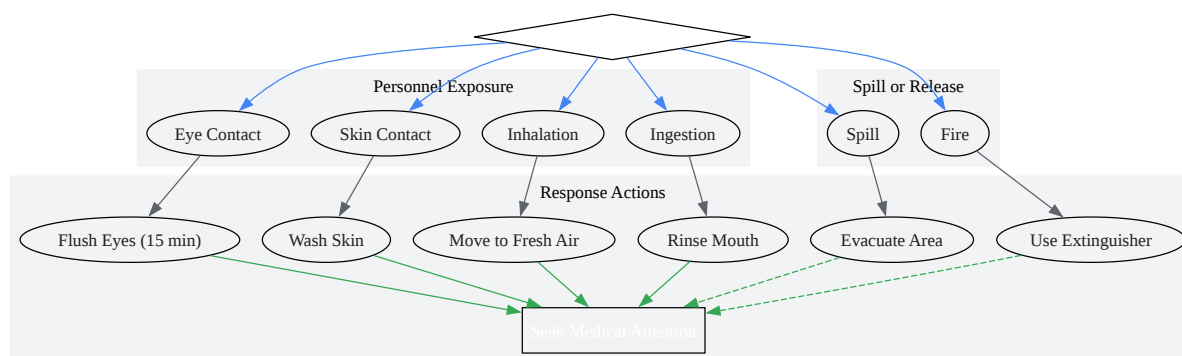 Personnel Exposure
Spill or Release
Eye Contact
Skin Contact
Inhalation
Ingestion
Spill
Fire
Response Actions
Flush Eyes (15 min)
Wash Skin
Move to Fresh Air
Rinse Mouth
Evacuate Area
Use Extinguisher
Seek Medical Attention